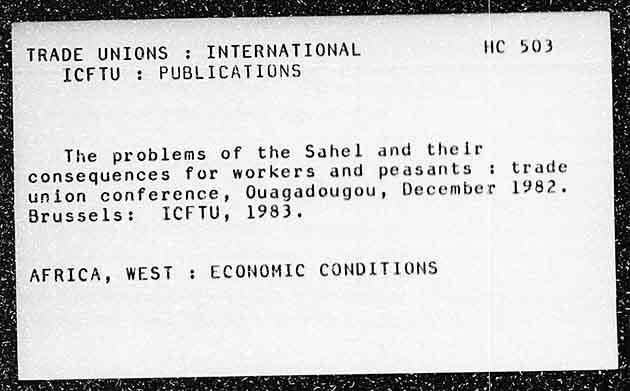 TRADE UNIONS : INTERNATIONAL HC 503
ICFTU : PUBLICATIONS
The problems of the Sahel and their
consequences for workers and peasants : trade
union conference, Ouagadougou, December 1982.
Brussels: ICFTU, 1983.
AFRICA, WEST : ECONOMIC CONDITIONS